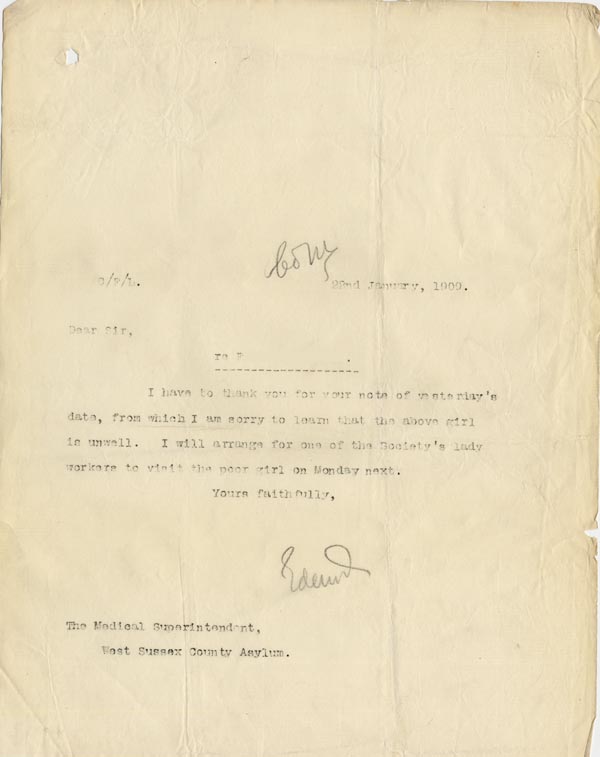 Copy
C/F/L. 22nd January, 1909.
Dear Sir,
re F .
I have to thank you for your note of yesterday's
date, from which I am sorry to learn that the above girl
is unwell. I will arrange for one of the Society's lady
workers to visit the poor girl on Monday next.
Yours faithfully,
The Medical Superintendent,
West Sussex County Asylum.